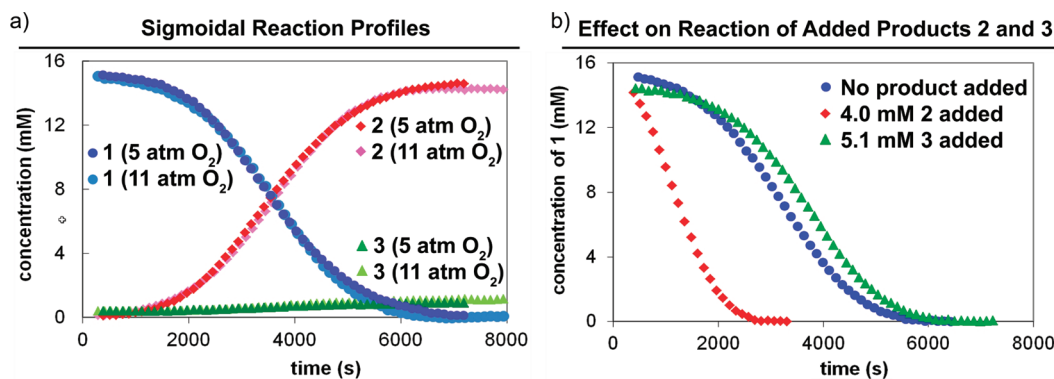 a)
Sigmoidal Reaction Profiles
16
12
8
4
0
concentration (mM)
1 (5 atm O₂)
1 (11 atm O₂)
2 (5 atm O₂)
2 (11 atm O₂)
3 (5 atm O₂)
3 (11 atm O₂)
0 2000 4000 6000 8000
time (s)
b)
Effect on Reaction of Added Products 2 and 3
16
12
8
4
0
concentration of 1 (mM)
No product added
4.0 mM 2 added
5.1 mM 3 added
0 2000 4000 6000 8000
time (s)